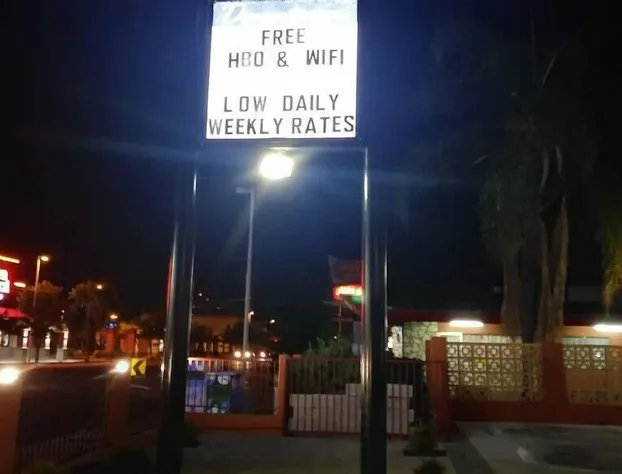 FREE
HBO & WIFI
LOW DAILY
WEEKLY RATES